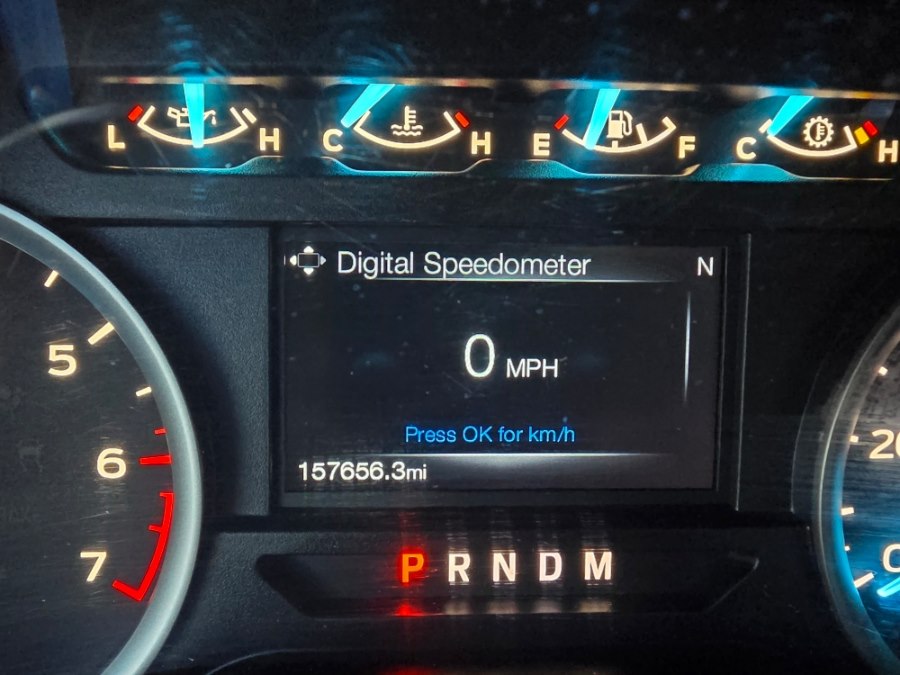 L H C H E F C H
Digital Speedometer N
5
0 MPH
Press OK for km/h
6
157656.3mi
7
P R N D M